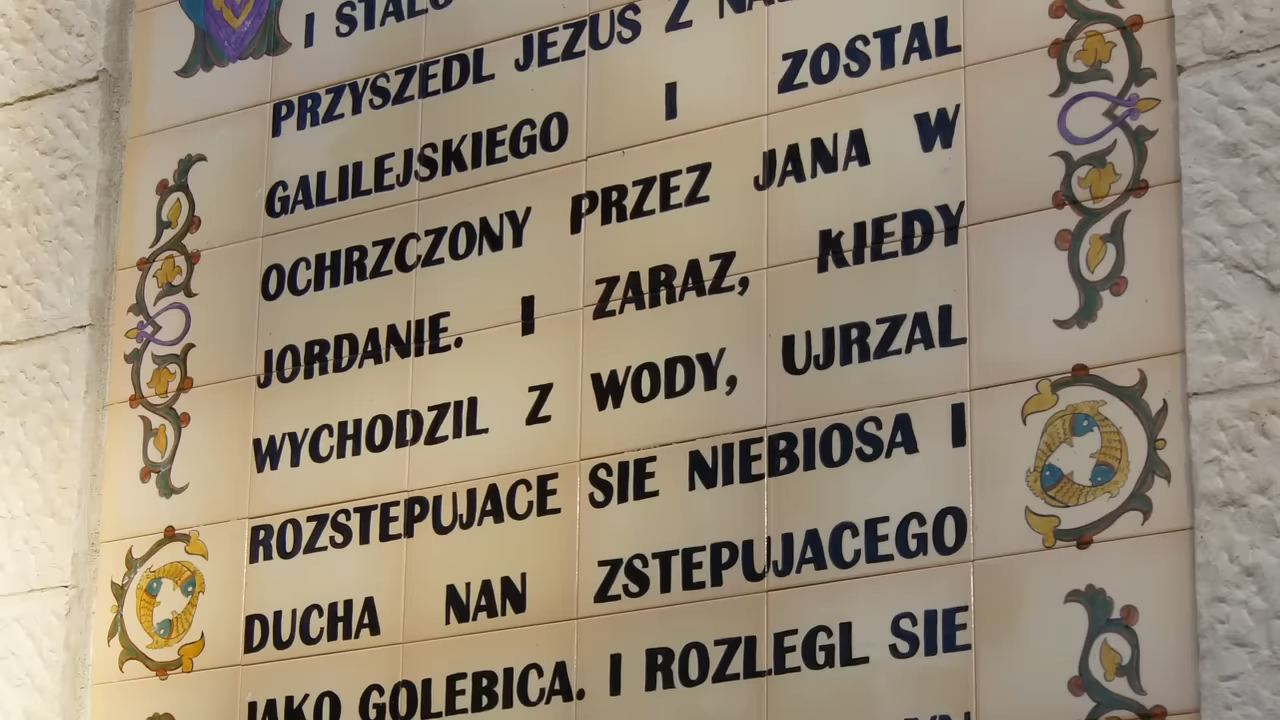 I STALO
PRZYSZEDL JEZUS Z
GALILEJSKIEGO I ZOSTAL
OCHRZCZONY PRZEZ JANA W
JORDANIE. I ZARAZ, KIEDY
WYCHODZIL Z WODY, UJRZAL
ROZSTEPUJACE SIE NIEBIOSA I
DUCHA NAN ZSTEPUJACEGO
JAKO GOLEBICA. I ROZLEGL SIE